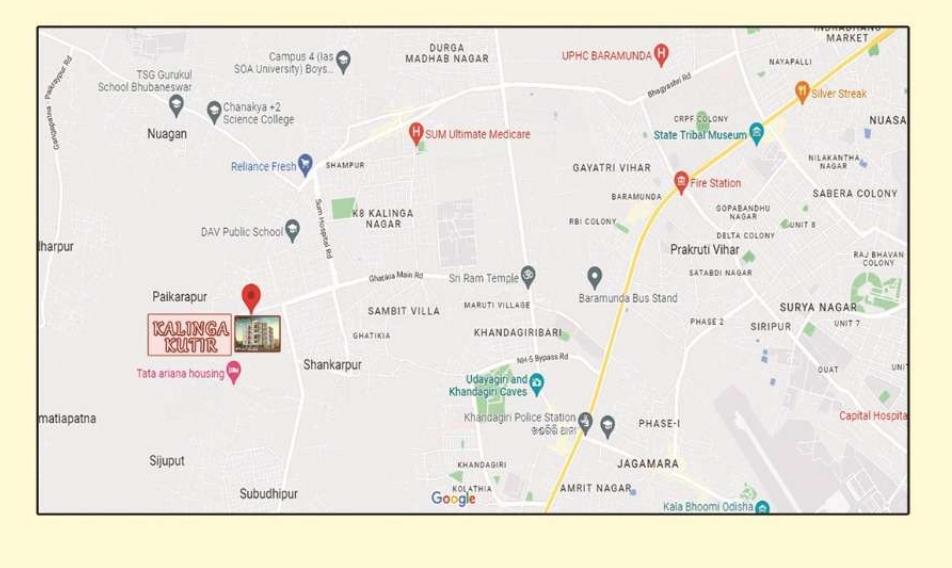 INDRADHANU
MARKET
DURGA
MADHAB NAGAR
Campus 4 (Ias
SOA University) Boys...
UPHC BARAMUNDA
NAYAPALLI
TSG Gurukul
School Bhubaneswar
Bhagyashri Rd
Silver Streak
Chanakya +2
Science College
CRPF COLONY
NUASA
Nuagan
SUM Ultimate Medicare
State Tribal Museum
Reliance Fresh
SHAMPUR
GAYATRI VIHAR
NILAKANTHA
NAGAR
Fire Station
BARAMUNDA
SABERA COLONY
Sum Hospital Rd
K8 KALINGA
NAGAR
GOPABANDHU
NAGAR
RBI COLONY
UNIT 8
DAV Public School
DELTA COLONY
dharpur
Prakruti Vihar
RAJ BHAVAN
COLONY
Ghatikia Main Rd
Sri Ram Temple
SATABDI NAGAR
Paikarapur
Baramunda Bus Stand
MARUTI VILLAGE
SAMBIT VILLA
SURYA NAGAR
KALINGA
KUTIR
PHASE 2
SIRIPUR
UNIT 7
GHATIKIA
KHANDAGIRIBARI
Shankarpur
NH-5 Bypass Rd
Tata ariana housing
OUAT
UNI
Udayagiri and
Khandagiri Caves
matiapatna
Khandagiri Police Station
Capital Hospita
PHASE-I
Sijuput
KHANDAGIRI
JAGAMARA
Subudhipur
KOLATHIA
Google
AMRIT NAGAR
Kala Bhoomi Odisha